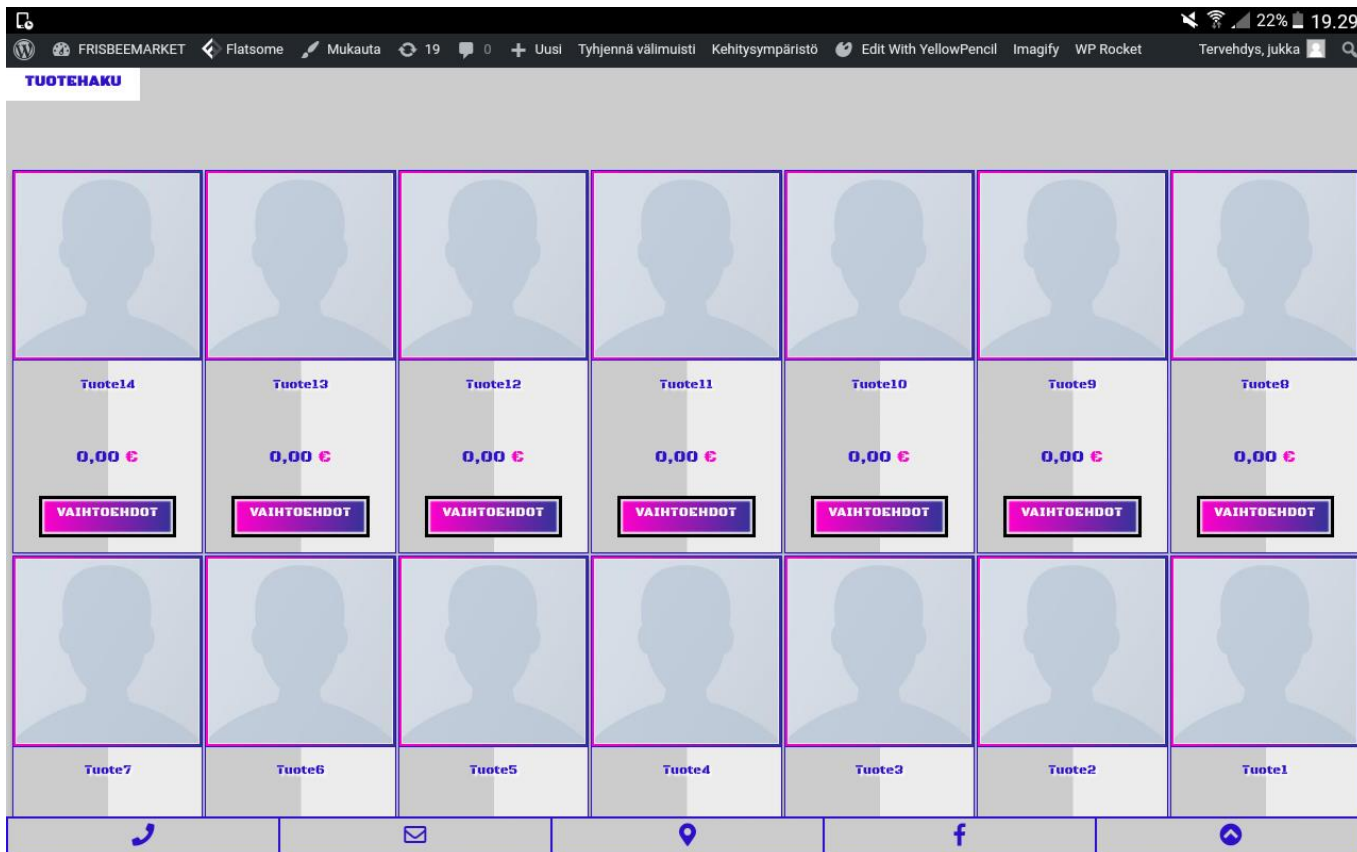 22% 19.29
FRISBEEMARKET Flatsome Mukauta 19 0 Uusi Tyhjennä välimuisti Kehitysympäristö Edit With YellowPencil Imagify WP Rocket Tervehdys, jukka
TUOTEHAKU
Tuote14 Tuote13 Tuote12 Tuote11 Tuote10 Tuote9 Tuote8
0,00 € 0,00 € 0,00 € 0,00 € 0,00 € 0,00 € 0,00 €
VAIHTOEHDOT VAIHTOEHDOT VAIHTOEHDOT VAIHTOEHDOT VAIHTOEHDOT VAIHTOEHDOT VAIHTOEHDOT
Tuote7 Tuote6 Tuote5 Tuote4 Tuote3 Tuote2 Tuote1